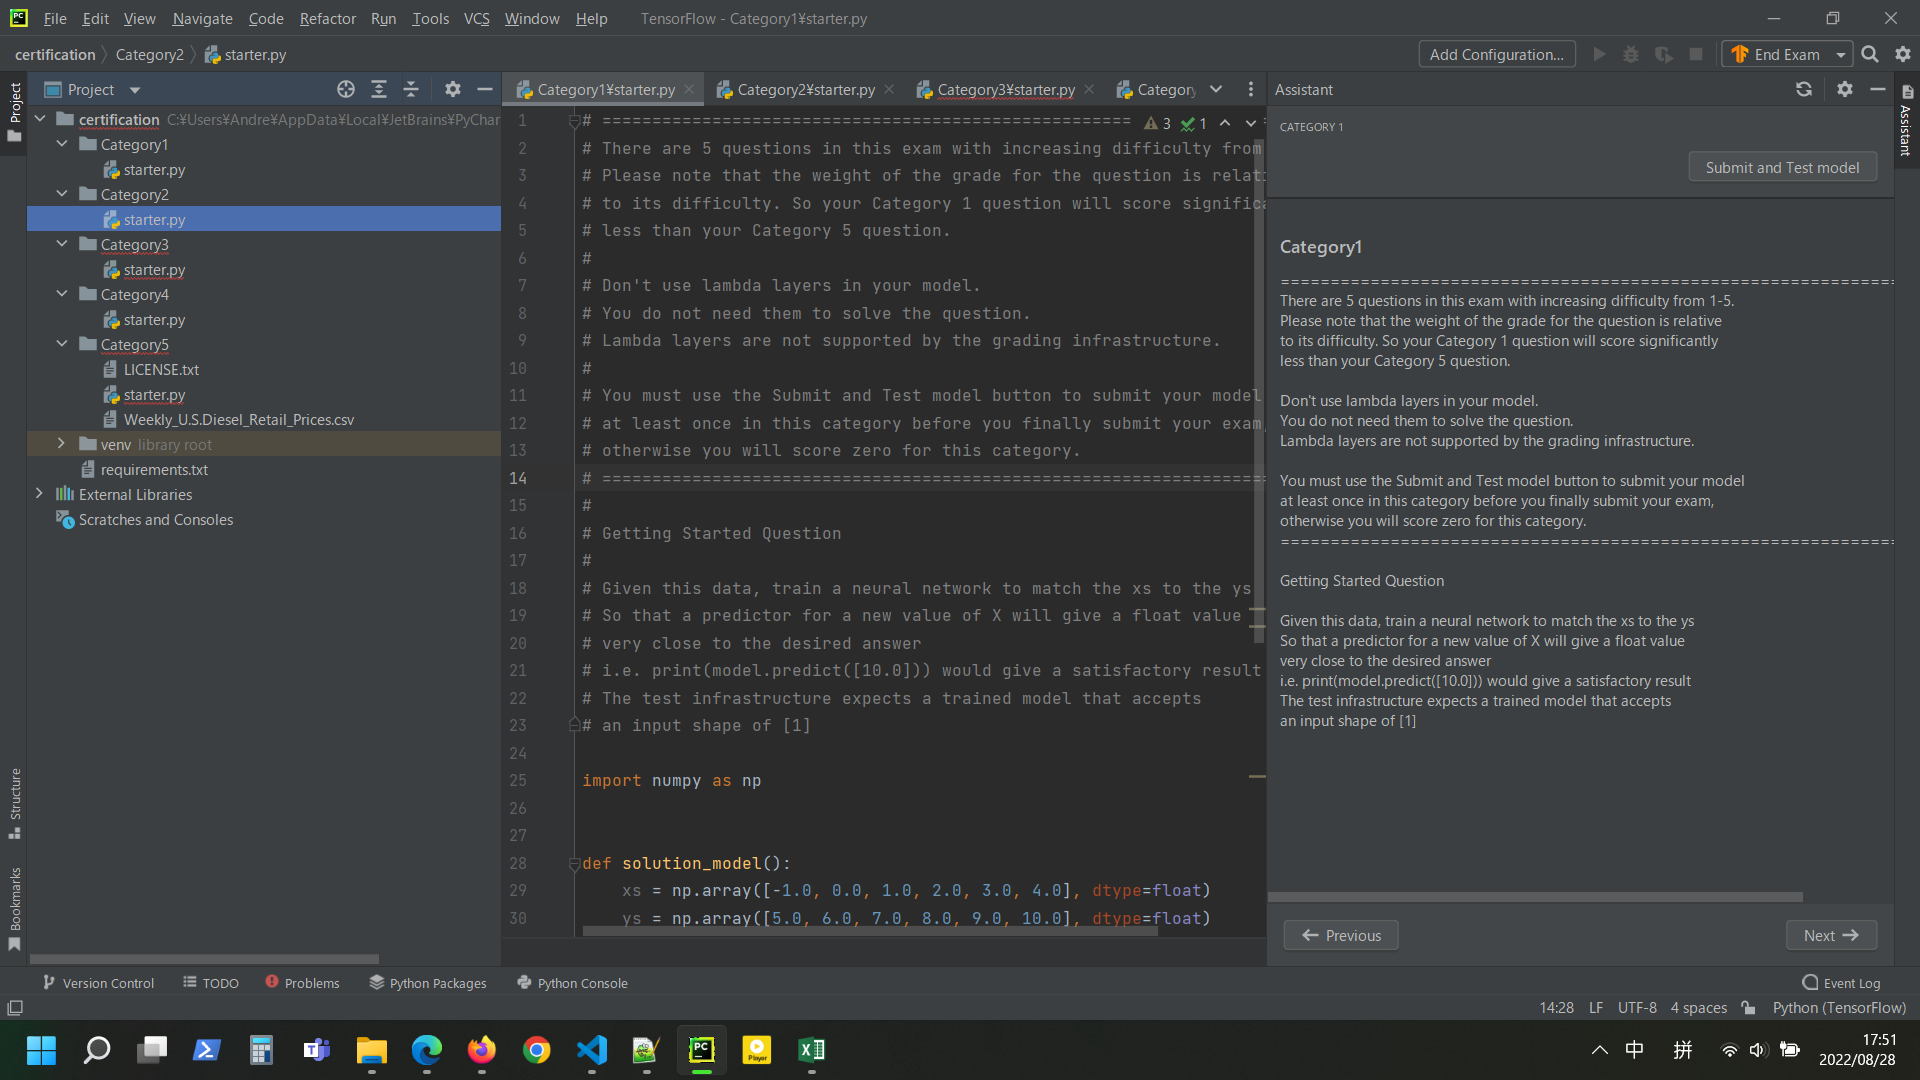 File Edit View Navigate Code Refactor Run Tools VCS Window Help TensorFlow - Category1¥starter.py
certification Category2 starter.py Add Configuration... End Exam
Project
Category1¥starter.py Category2¥starter.py Category3¥starter.py Category
Assistant
Project
Structure
Bookmarks
certification C:¥Users¥Andre¥AppData¥Local¥JetBrains¥PyChar
Category1
starter.py
Category2
starter.py
Category3
starter.py
Category4
starter.py
Category5
LICENSE.txt
starter.py
Weekly_U.S.Diesel_Retail_Prices.csv
venv library root
requirements.txt
External Libraries
Scratches and Consoles
3 1
1 # =====================================================
2 # There are 5 questions in this exam with increasing difficulty from
3 # Please note that the weight of the grade for the question is relati
4 # to its difficulty. So your Category 1 question will score significa
5 # less than your Category 5 question.
6 #
7 # Don't use lambda layers in your model.
8 # You do not need them to solve the question.
9 # Lambda layers are not supported by the grading infrastructure.
10 #
11 # You must use the Submit and Test model button to submit your model
12 # at least once in this category before you finally submit your exam,
13 # otherwise you will score zero for this category.
14 # ===================================================================
15 #
16 # Getting Started Question
17 #
18 # Given this data, train a neural network to match the xs to the ys
19 # So that a predictor for a new value of X will give a float value
20 # very close to the desired answer
21 # i.e. print(model.predict([10.0])) would give a satisfactory result
22 # The test infrastructure expects a trained model that accepts
23 # an input shape of [1]
24
25 import numpy as np
26
27
28 def solution_model():
29 xs = np.array([-1.0, 0.0, 1.0, 2.0, 3.0, 4.0], dtype=float)
30 ys = np.array([5.0, 6.0, 7.0, 8.0, 9.0, 10.0], dtype=float)
CATEGORY 1
Submit and Test model
Category1
==============================================================
There are 5 questions in this exam with increasing difficulty from 1-5.
Please note that the weight of the grade for the question is relative
to its difficulty. So your Category 1 question will score significantly
less than your Category 5 question.
Don't use lambda layers in your model.
You do not need them to solve the question.
Lambda layers are not supported by the grading infrastructure.
You must use the Submit and Test model button to submit your model
at least once in this category before you finally submit your exam,
otherwise you will score zero for this category.
==============================================================
Getting Started Question
Given this data, train a neural network to match the xs to the ys
So that a predictor for a new value of X will give a float value
very close to the desired answer
i.e. print(model.predict([10.0])) would give a satisfactory result
The test infrastructure expects a trained model that accepts
an input shape of [1]
Previous Next
Assistant
Version Control TODO Problems Python Packages Python Console Event Log
14:28 LF UTF-8 4 spaces Python (TensorFlow)
PC Player
中 拼
17:51
2022/08/28